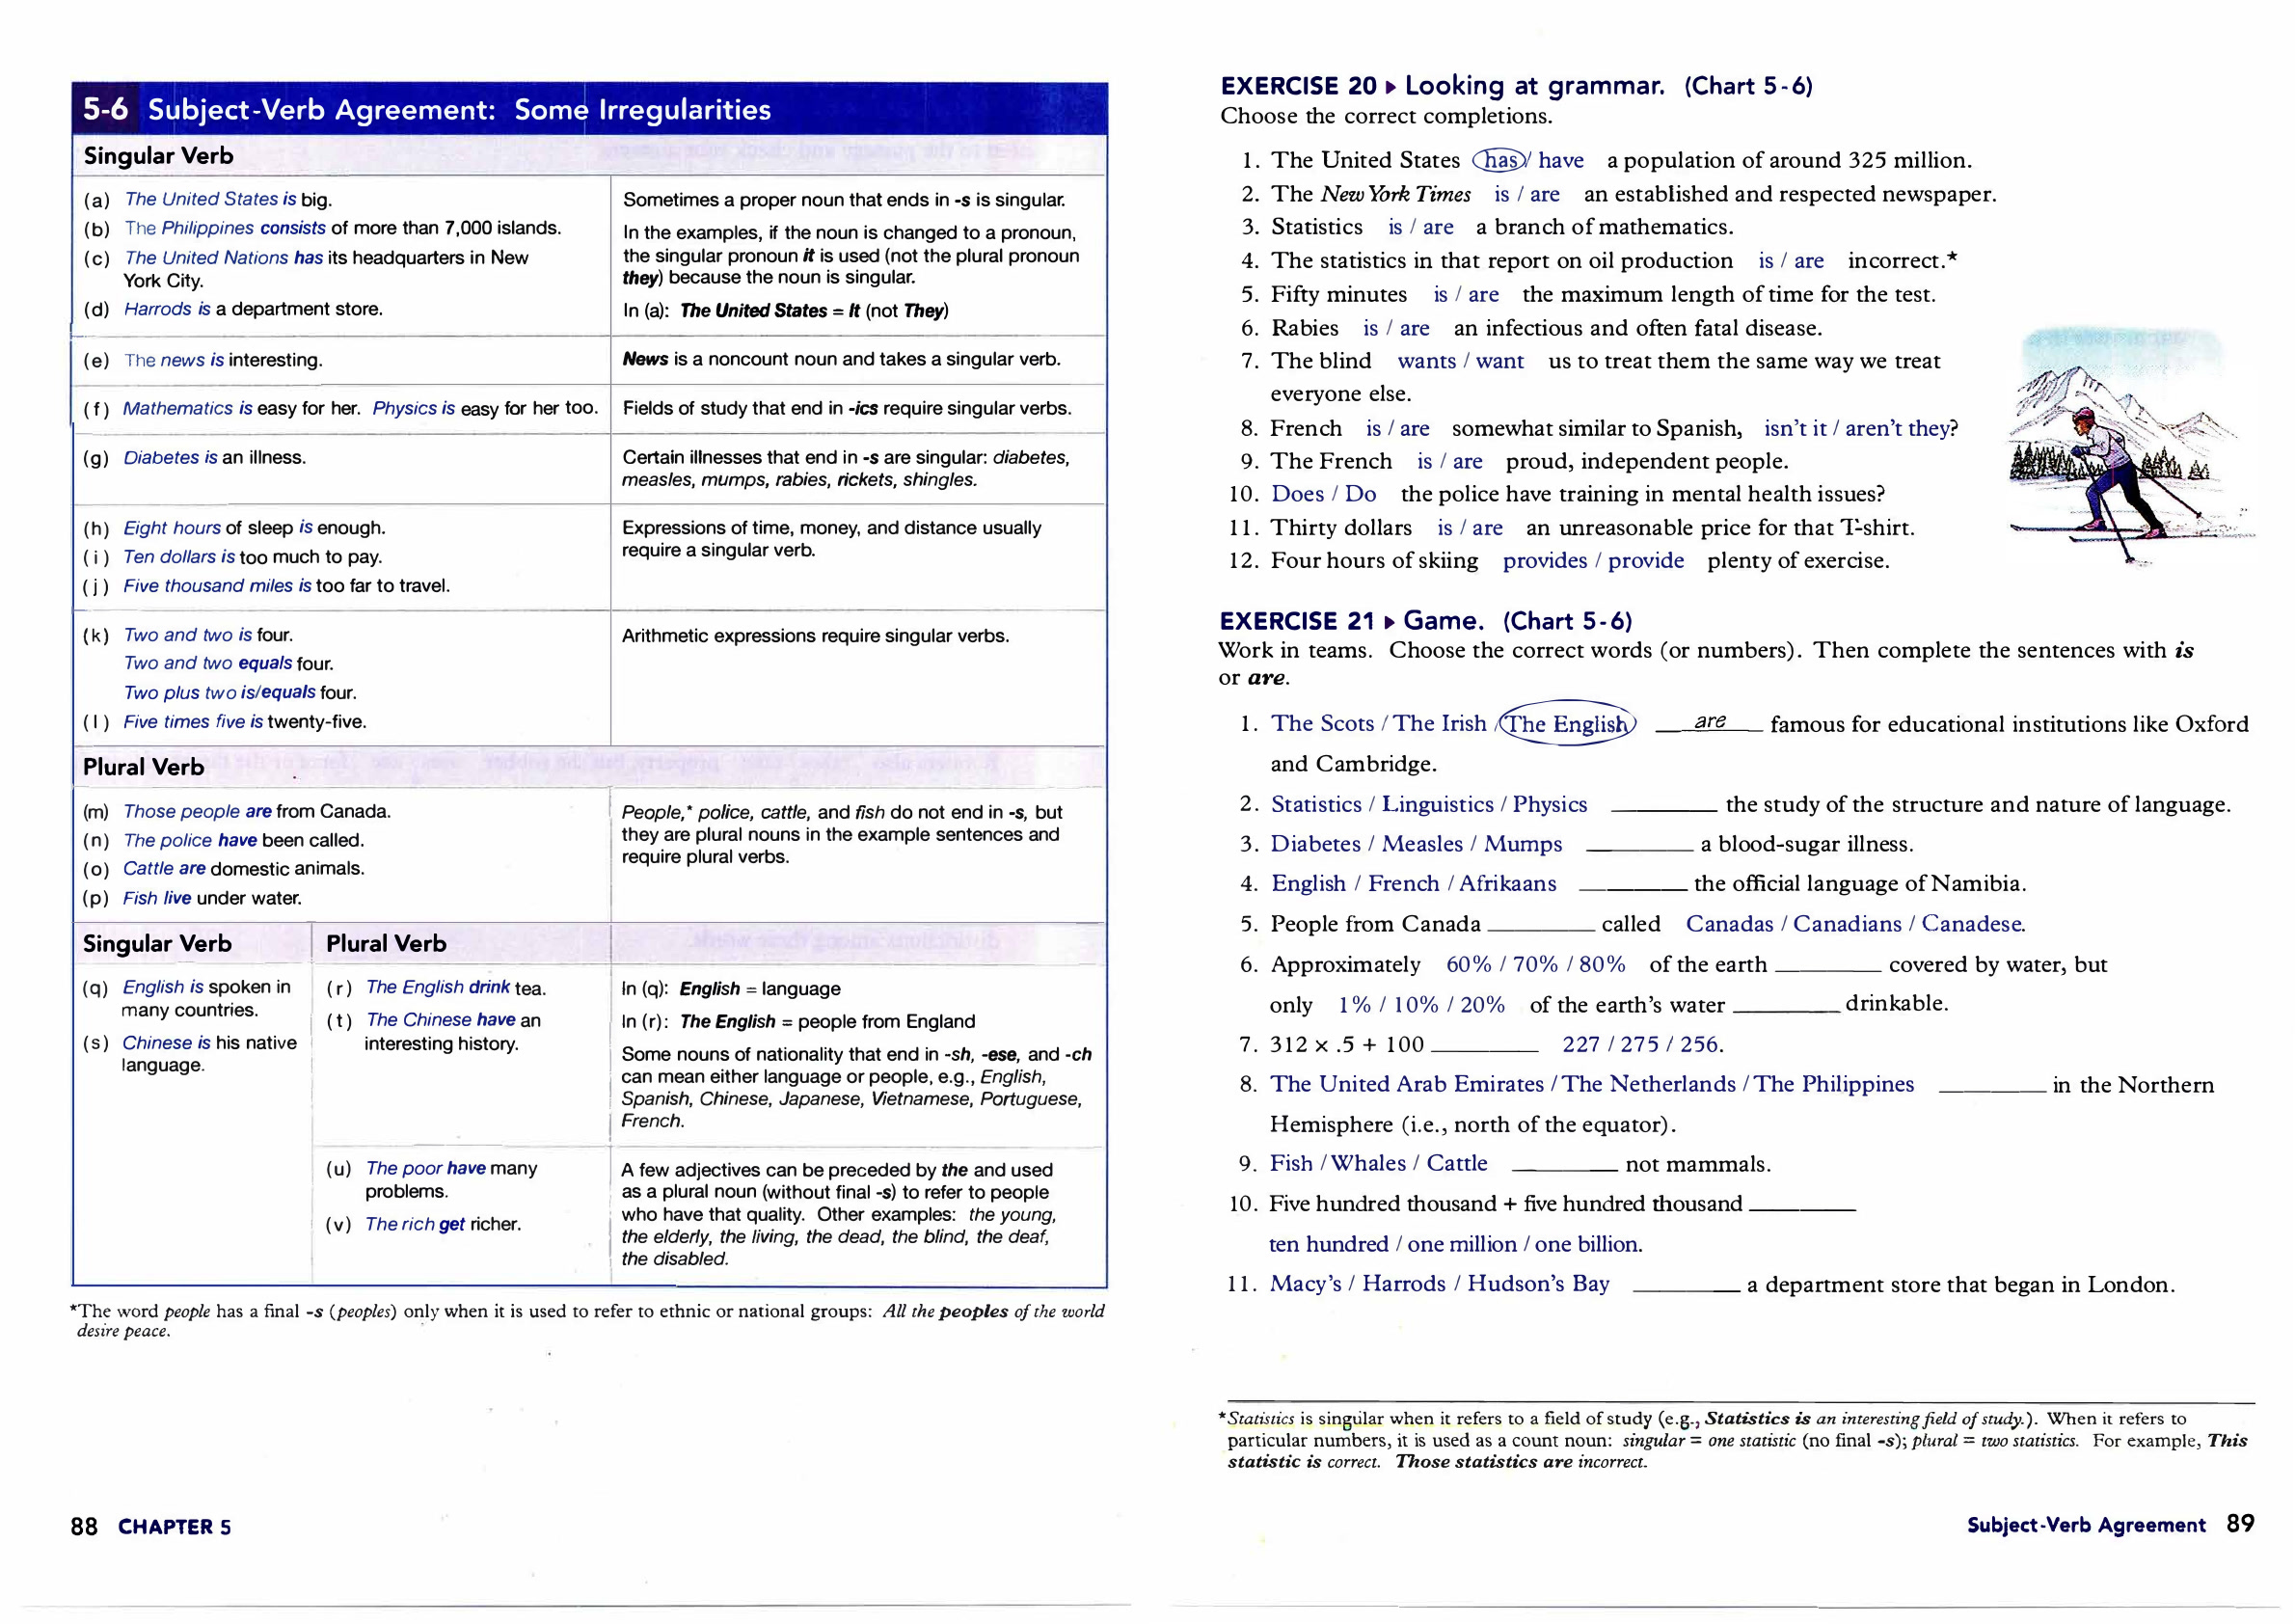 5-6 Subject-Verb Agreement: Some Irregularities
Singular Verb
(a) The United States is big.
(b) The Philippines consists of more than 7,000 islands.
(c) The United Nations has its headquarters in New
York City.
(d) Harrods is a department store.
Sometimes a proper noun that ends in -s is singular.
In the examples, if the noun is changed to a pronoun,
the singular pronoun it is used (not the plural pronoun
they) because the noun is singular.
In (a): The United States = It (not They)
(e) The news is interesting.
News is a noncount noun and takes a singular verb.
(f) Mathematics is easy for her. Physics is easy for her too.
Fields of study that end in -ics require singular verbs.
(g) Diabetes is an illness.
Certain illnesses that end in -s are singular: diabetes,
measles, mumps, rabies, rickets, shingles.
(h) Eight hours of sleep is enough.
(i) Ten dollars is too much to pay.
(j) Five thousand miles is too far to travel.
Expressions of time, money, and distance usually
require a singular verb.
(k) Two and two is four.
Two and two equals four.
Two plus two is/equals four.
(l) Five times five is twenty-five.
Arithmetic expressions require singular verbs.
Plural Verb
(m) Those people are from Canada.
(n) The police have been called.
(o) Cattle are domestic animals.
(p) Fish live under water.
People,* police, cattle, and fish do not end in -s, but
they are plural nouns in the example sentences and
require plural verbs.
Singular Verb
Plural Verb
(q) English is spoken in
many countries.
(s) Chinese is his native
language.
(r) The English drink tea.
(t) The Chinese have an
interesting history.
In (q): English = language
In (r): The English = people from England
Some nouns of nationality that end in -sh, -ese, and -ch
can mean either language or people, e.g., English,
Spanish, Chinese, Japanese, Vietnamese, Portuguese,
French.
(u) The poor have many
problems.
(v) The rich get richer.
A few adjectives can be preceded by the and used
as a plural noun (without final -s) to refer to people
who have that quality. Other examples: the young,
the elderly, the living, the dead, the blind, the deaf,
the disabled.
*The word people has a final -s (peoples) only when it is used to refer to ethnic or national groups: All the peoples of the world
desire peace.
88 CHAPTER 5
EXERCISE 20 ▸ Looking at grammar. (Chart 5-6)
Choose the correct completions.
1. The United States has / have a population of around 325 million.
2. The New York Times is / are an established and respected newspaper.
3. Statistics is / are a branch of mathematics.
4. The statistics in that report on oil production is / are incorrect.*
5. Fifty minutes is / are the maximum length of time for the test.
6. Rabies is / are an infectious and often fatal disease.
7. The blind wants / want us to treat them the same way we treat
everyone else.
8. French is / are somewhat similar to Spanish, isn't it / aren't they?
9. The French is / are proud, independent people.
10. Does / Do the police have training in mental health issues?
11. Thirty dollars is / are an unreasonable price for that T-shirt.
12. Four hours of skiing provides / provide plenty of exercise.
EXERCISE 21 ▸ Game. (Chart 5-6)
Work in teams. Choose the correct words (or numbers). Then complete the sentences with is
or are.
1. The Scots / The Irish / The English are famous for educational institutions like Oxford
and Cambridge.
2. Statistics / Linguistics / Physics ________ the study of the structure and nature of language.
3. Diabetes / Measles / Mumps ________ a blood-sugar illness.
4. English / French / Afrikaans ________ the official language of Namibia.
5. People from Canada ________ called Canadas / Canadians / Canadese.
6. Approximately 60% / 70% / 80% of the earth ________ covered by water, but
only 1% / 10% / 20% of the earth's water ________ drinkable.
7. 312 × .5 + 100 ________ 227 / 275 / 256.
8. The United Arab Emirates / The Netherlands / The Philippines ________ in the Northern
Hemisphere (i.e., north of the equator).
9. Fish / Whales / Cattle ________ not mammals.
10. Five hundred thousand + five hundred thousand ________
ten hundred / one million / one billion.
11. Macy's / Harrods / Hudson's Bay ________ a department store that began in London.
*Statistics is singular when it refers to a field of study (e.g., Statistics is an interesting field of study.). When it refers to
particular numbers, it is used as a count noun: singular = one statistic (no final -s); plural = two statistics. For example, This
statistic is correct. Those statistics are incorrect.
Subject-Verb Agreement 89